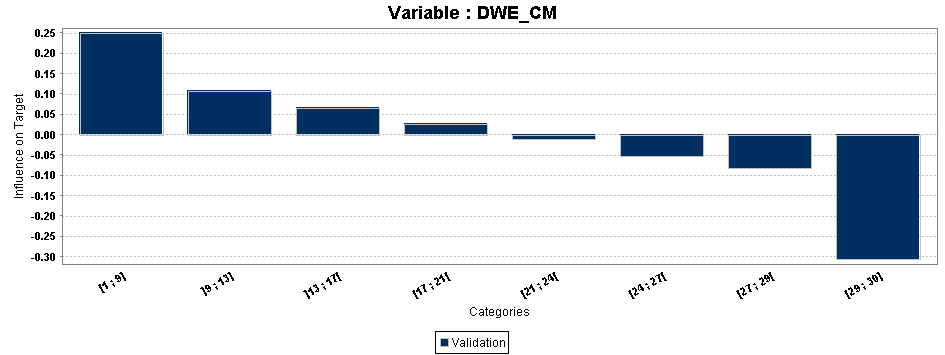 Variable : DWE_CM
Influence on Target
0.25
0.20
0.15
0.10
0.05
0.00
-0.05
-0.10
-0.15
-0.20
-0.25
-0.30
[1 ; 9]
]9 ; 13]
]13 ; 17[
[17 ; 21[
[21 ; 24[
[24 ; 27[
[27 ; 29[
[29 ; 30]
Categories
Validation